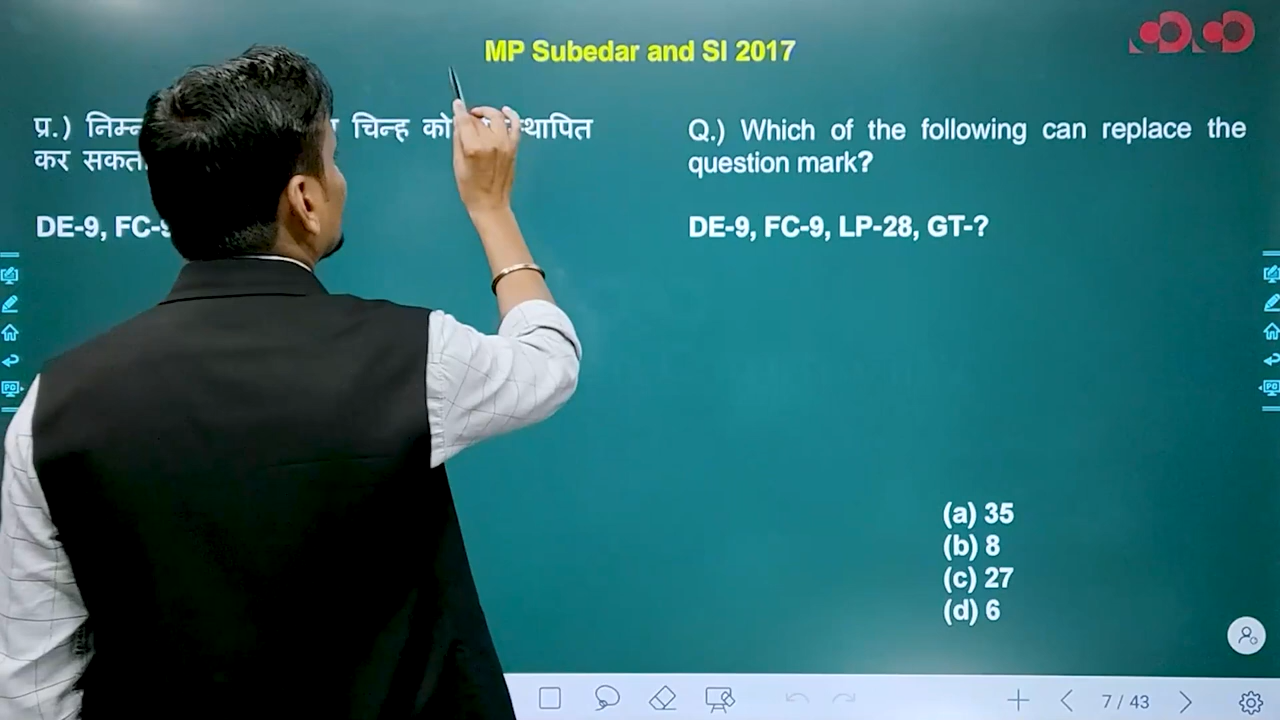 MP Subedar and SI 2017
प्र.) चिन्ह को
कर
DE-9, FC-9
Q.) Which of the following can replace the
question mark?
DE-9, FC-9, LP-28, GT-?
(a) 35
(b) 8
(c) 27
(d) 6
7 / 43